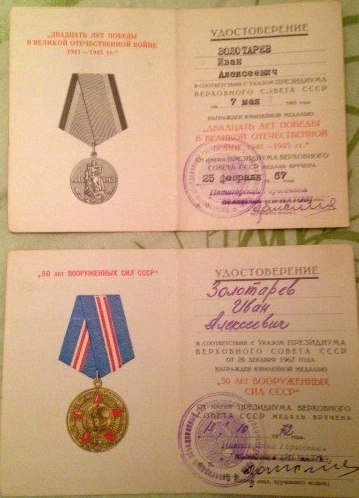 „ДВАДЦАТЬ ЛЕТ ПОБЕДЫ
В ВЕЛИКОЙ ОТЕЧЕСТВЕННОЙ ВОЙНЕ
1941—1945 гг."
УДОСТОВЕРЕНИЕ
ЗОЛОТАРЕВ
Иван
Алексеевич
В СООТВЕТСТВИИ С УКАЗОМ ПРЕЗИДИУМА
ВЕРХОВНОГО СОВЕТА СССР
7 мая
НАГРАЖДЕН ЮБИЛЕЙНОЙ МЕДАЛЬЮ
„ДВАДЦАТЬ ЛЕТ ПОБЕДЫ
В ВЕЛИКОЙ ОТЕЧЕСТВЕННОЙ
ВОЙНЕ 1941—1945 гг."
ОТ ИМЕНИ ПРЕЗИДИУМА ВЕРХОВНОГО
СОВЕТА СССР МЕДАЛЬ ВРУЧЕНА
25 февраля 67
„50 ЛЕТ ВООРУЖЕННЫХ СИЛ СССР"
УДОСТОВЕРЕНИЕ
Золотарев
Иван
Алексеевич
В СООТВЕТСТВИИ С УКАЗОМ ПРЕЗИДИУМА
ВЕРХОВНОГО СОВЕТА СССР
ОТ 26 ДЕКАБРЯ 1967 ГОДА
НАГРАЖДЕН ЮБИЛЕЙНОЙ МЕДАЛЬЮ
„50 ЛЕТ ВООРУЖЕННЫХ
СИЛ СССР"
ОТ ИМЕНИ ПРЕЗИДИУМА ВЕРХОВНОГО
СОВЕТА СССР МЕДАЛЬ ВРУЧЕНА
10 1972